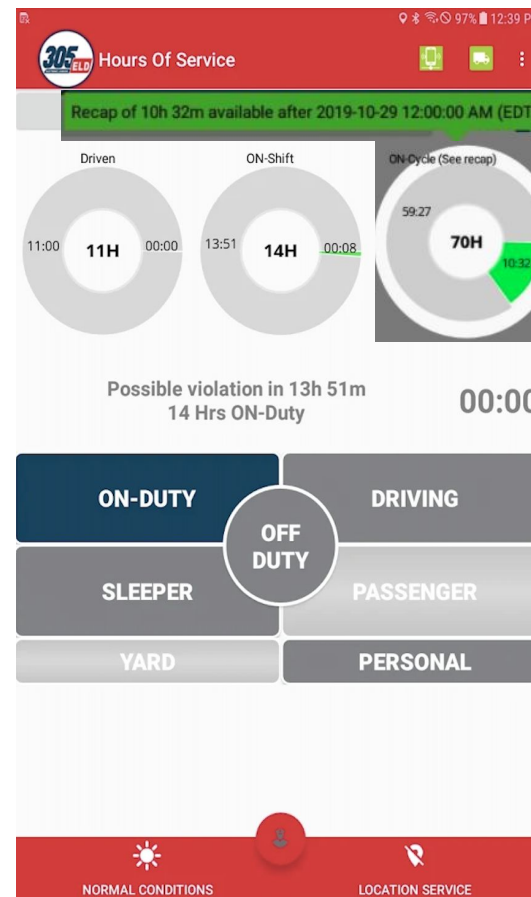 97% 12:39 P
305 ELD Hours Of Service
Recap of 10h 32m available after 2019-10-29 12:00:00 AM (EDT
Driven
ON-Shift
ON-Cycle (See recap)
11:00 11H 00:00
13:51 14H 00:08
59:27 70H 10:32
Possible violation in 13h 51m
14 Hrs ON-Duty
00:00
ON-DUTY
DRIVING
OFF
DUTY
SLEEPER
PASSENGER
YARD
PERSONAL
NORMAL CONDITIONS
LOCATION SERVICE